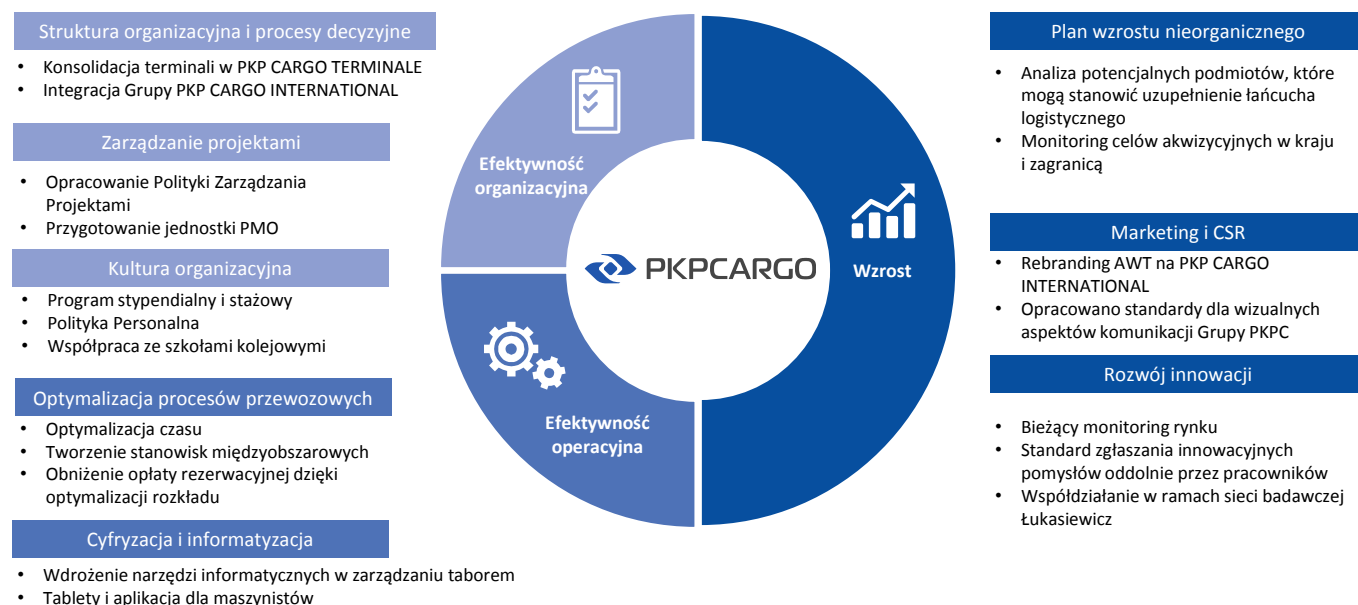 Struktura organizacyjna i procesy decyzyjne
• Konsolidacja terminali w PKP CARGO TERMINALE
• Integracja Grupy PKP CARGO INTERNATIONAL
Zarządzanie projektami
• Opracowanie Polityki Zarządzania
Projektami
• Przygotowanie jednostki PMO
Kultura organizacyjna
• Program stypendialny i stażowy
• Polityka Personalna
• Współpraca ze szkołami kolejowymi
Optymalizacja procesów przewozowych
• Optymalizacja czasu
• Tworzenie stanowisk międzyobszarowych
• Obniżenie opłaty rezerwacyjnej dzięki
optymalizacji rozkładu
Cyfryzacja i informatyzacja
• Wdrożenie narzędzi informatycznych w zarządzaniu taborem
• Tablety i aplikacja dla maszynistów
Efektywność
organizacyjna
PKPCARGO
Wzrost
Efektywność
operacyjna
Plan wzrostu nieorganicznego
• Analiza potencjalnych podmiotów, które
mogą stanowić uzupełnienie łańcucha
logistycznego
• Monitoring celów akwizycyjnych w kraju
i zagranicą
Marketing i CSR
• Rebranding AWT na PKP CARGO
INTERNATIONAL
• Opracowano standardy dla wizualnych
aspektów komunikacji Grupy PKPC
Rozwój innowacji
• Bieżący monitoring rynku
• Standard zgłaszania innowacyjnych
pomysłów oddolnie przez pracowników
• Współdziałanie w ramach sieci badawczej
Łukasiewicz